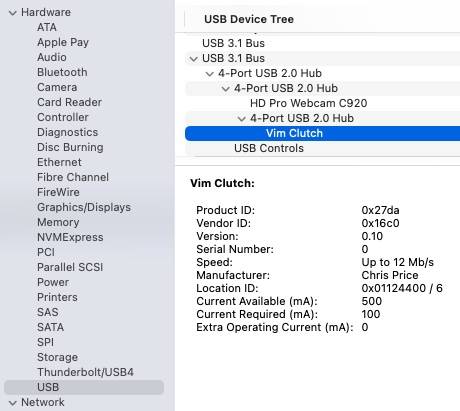 Hardware
ATA
Apple Pay
Audio
Bluetooth
Camera
Card Reader
Controller
Diagnostics
Disc Burning
Ethernet
Fibre Channel
FireWire
Graphics/Displays
Memory
NVMExpress
PCI
Parallel SCSI
Power
Printers
SAS
SATA
SPI
Storage
Thunderbolt/USB4
USB
Network
USB Device Tree
USB 3.1 Bus
USB 3.1 Bus
4-Port USB 2.0 Hub
4-Port USB 2.0 Hub
HD Pro Webcam C920
4-Port USB 2.0 Hub
Vim Clutch
USB Controls
Vim Clutch:
Product ID: 0x27da
Vendor ID: 0x16c0
Version: 0.10
Serial Number: 0
Speed: Up to 12 Mb/s
Manufacturer: Chris Price
Location ID: 0x01124400 / 6
Current Available (mA): 500
Current Required (mA): 100
Extra Operating Current (mA): 0